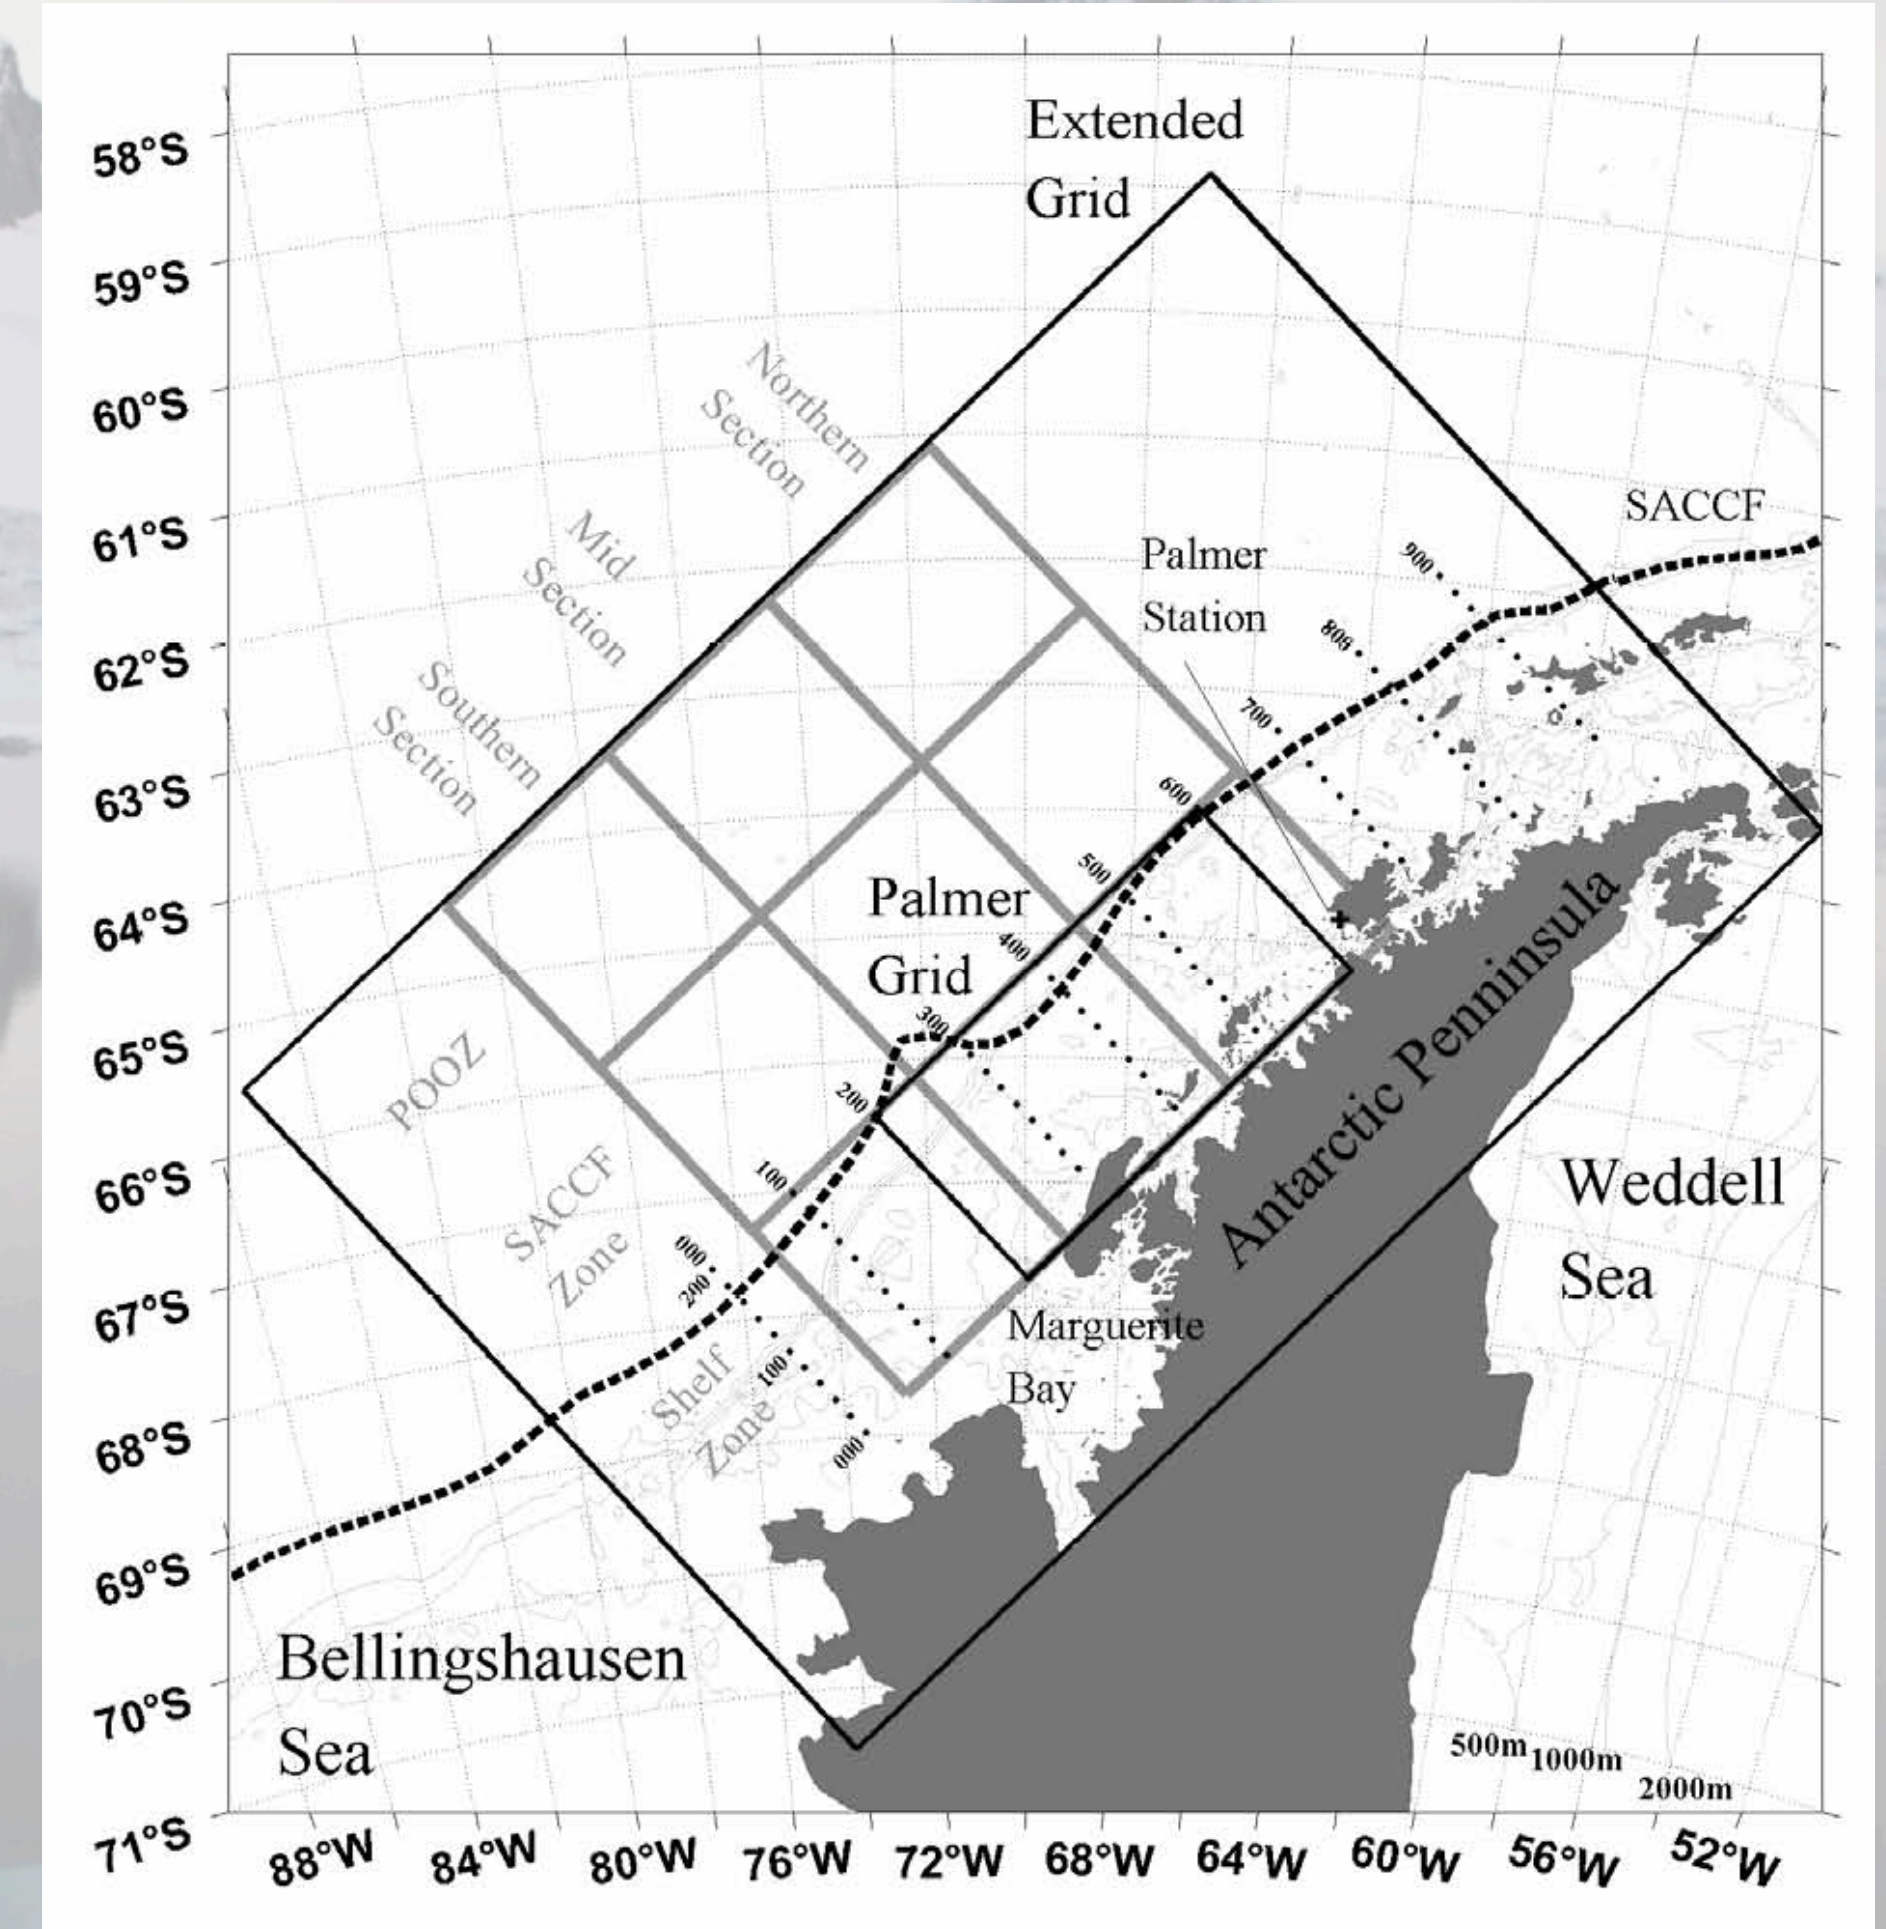 Extended
Grid
58°S
59°S
60°S
61°S
62°S
63°S
64°S
65°S
66°S
67°S
68°S
69°S
70°S
71°S
Northern
Section
Mid
Section
Southern
Section
SACCF
Palmer
Station
900
800
700
600
500
400
300
200
100
000
200
100
000
Palmer
Grid
POOZ
SACCF
Zone
Shelf
Zone
Antarctic Penninsula
Weddell
Sea
Marguerite
Bay
Bellingshausen
Sea
500m
1000m
2000m
88°W
84°W
80°W
76°W
72°W
68°W
64°W
60°W
56°W
52°W